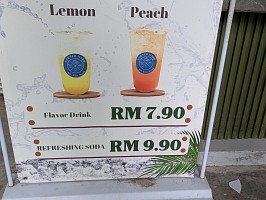 Lemon Peach
Flavor Drink RM 7.90
REFRESHING SODA RM 9.90